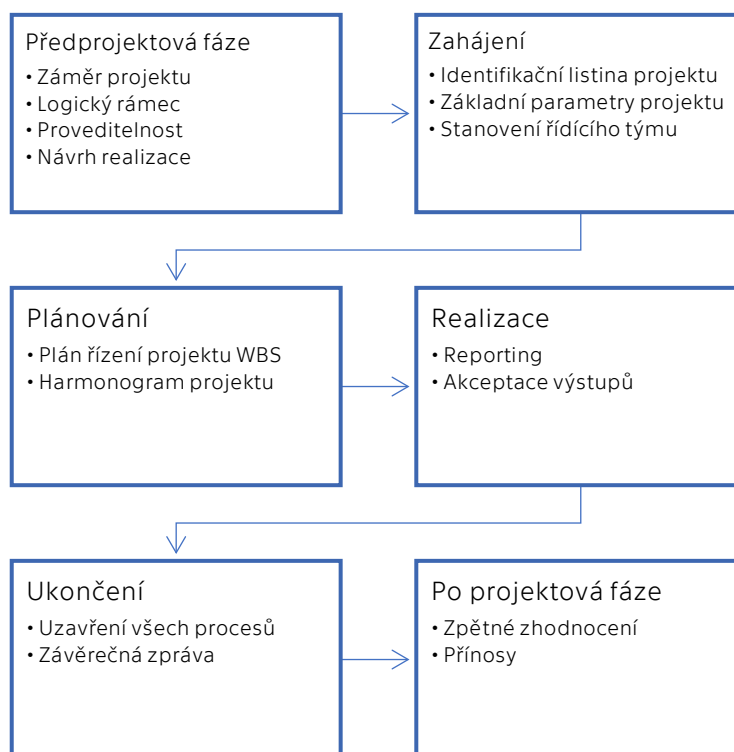 Předprojektová fáze
• Záměr projektu
• Logický rámec
• Proveditelnost
• Návrh realizace
Zahájení
• Identifikační listina projektu
• Základní parametry projektu
• Stanovení řídícího týmu
Plánování
• Plán řízení projektu WBS
• Harmonogram projektu
Realizace
• Reporting
• Akceptace výstupů
Ukončení
• Uzavření všech procesů
• Závěrečná zpráva
Po projektová fáze
• Zpětné zhodnocení
• Přínosy